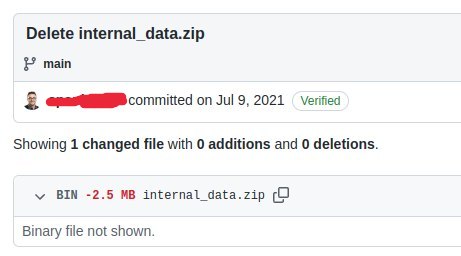 Delete internal_data.zip
main
committed on Jul 9, 2021 Verified
Showing 1 changed file with 0 additions and 0 deletions.
BIN -2.5 MB internal_data.zip
Binary file not shown.